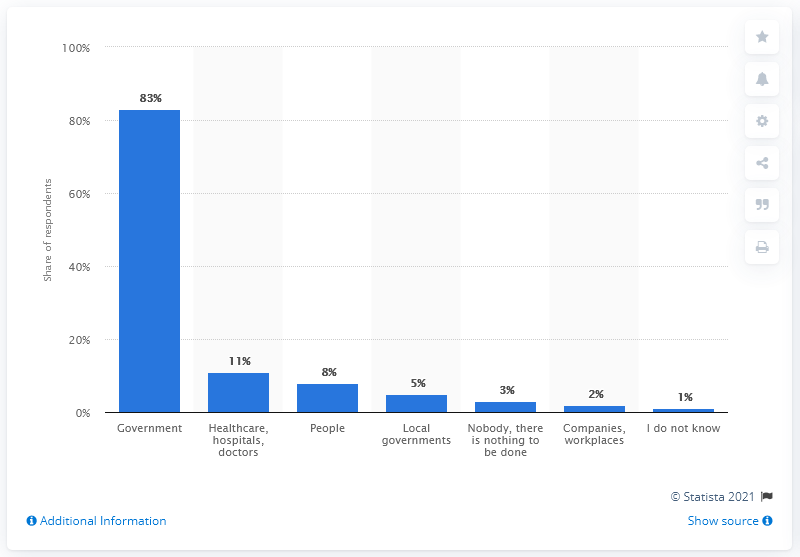 100%
80%
60%
40%
20%
0%
Share of respondents
83%
11%
8%
5%
3%
2%
1%
Government
Healthcare,
hospitals,
doctors
People
Local
governments
Nobody, there
is nothing to
be done
Companies,
workplaces
I do not know
© Statista 2021
Additional Information
Show source